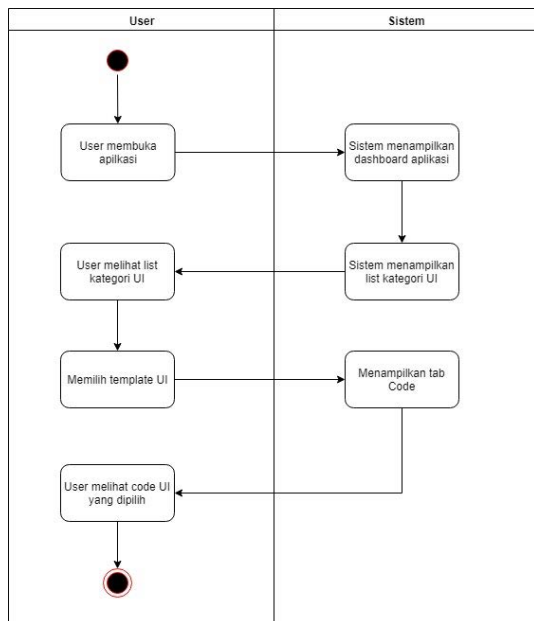 User
Sistem
User membuka
apilkasi
Sistem menampilkan
dashboard aplikasi
User melihat list
kategori UI
Sistem menampilkan
list kategori UI
Memilih template UI
Menampilkan tab
Code
User melihat code UI
yang dipilih